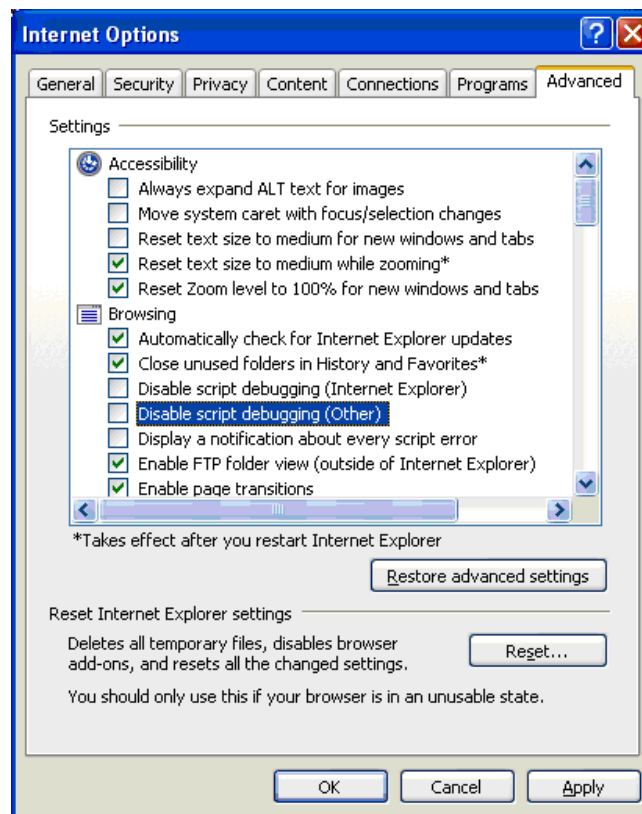 Internet Options
General Security Privacy Content Connections Programs Advanced
Settings
Accessibility
Always expand ALT text for images
Move system caret with focus/selection changes
Reset text size to medium for new windows and tabs
Reset text size to medium while zooming*
Reset Zoom level to 100% for new windows and tabs
Browsing
Automatically check for Internet Explorer updates
Close unused folders in History and Favorites*
Disable script debugging (Internet Explorer)
Disable script debugging (Other)
Display a notification about every script error
Enable FTP folder view (outside of Internet Explorer)
Enable page transitions
*Takes effect after you restart Internet Explorer
Restore advanced settings
Reset Internet Explorer settings
Deletes all temporary files, disables browser
add-ons, and resets all the changed settings.
Reset...
You should only use this if your browser is in an unusable state.
OK Cancel Apply